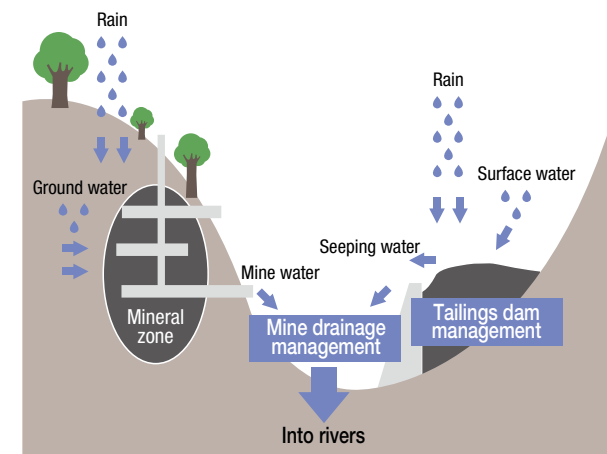 Rain
Rain
Surface water
Ground water
Seeping water
Mine water
Mineral
zone
Mine drainage
management
Tailings dam
management
Into rivers